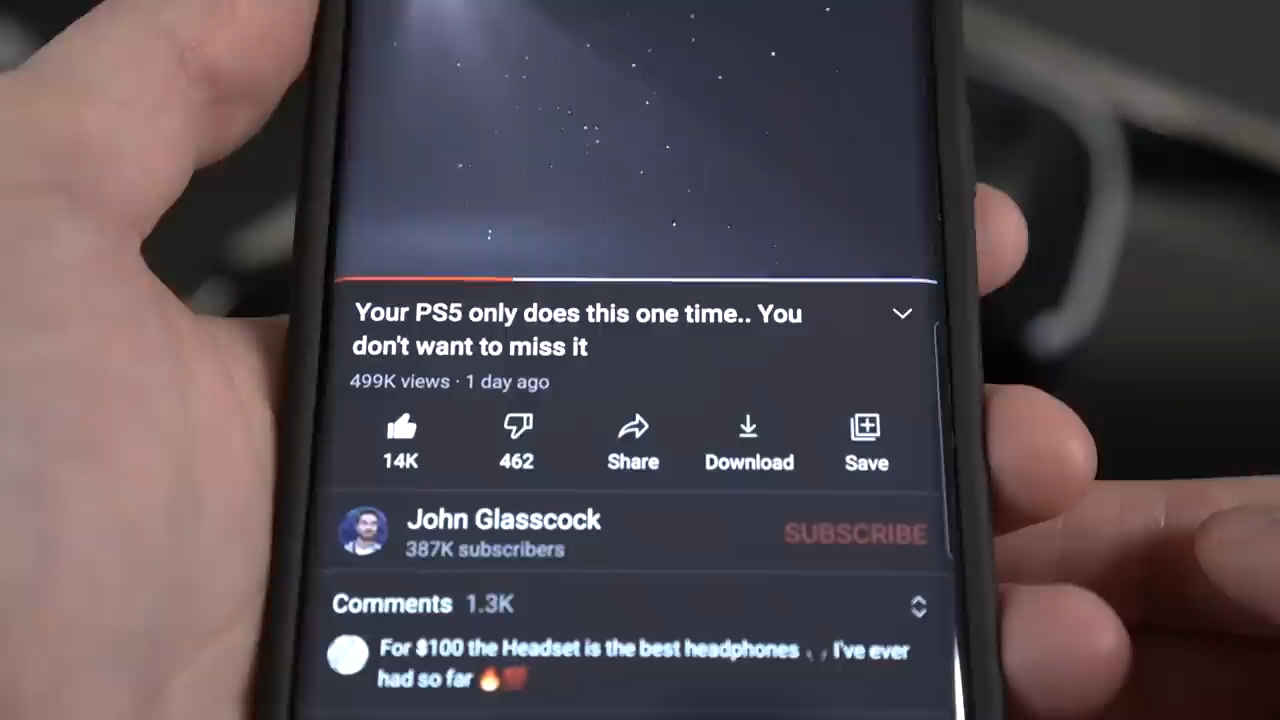 Your PS5 only does this one time.. You
don't want to miss it
499K views · 1 day ago
14K
462
Share
Download
Save
John Glasscock
387K subscribers
SUBSCRIBE
Comments 1.3K
For $100 the Headset is the best headphones , , I've ever
had so far 🔥